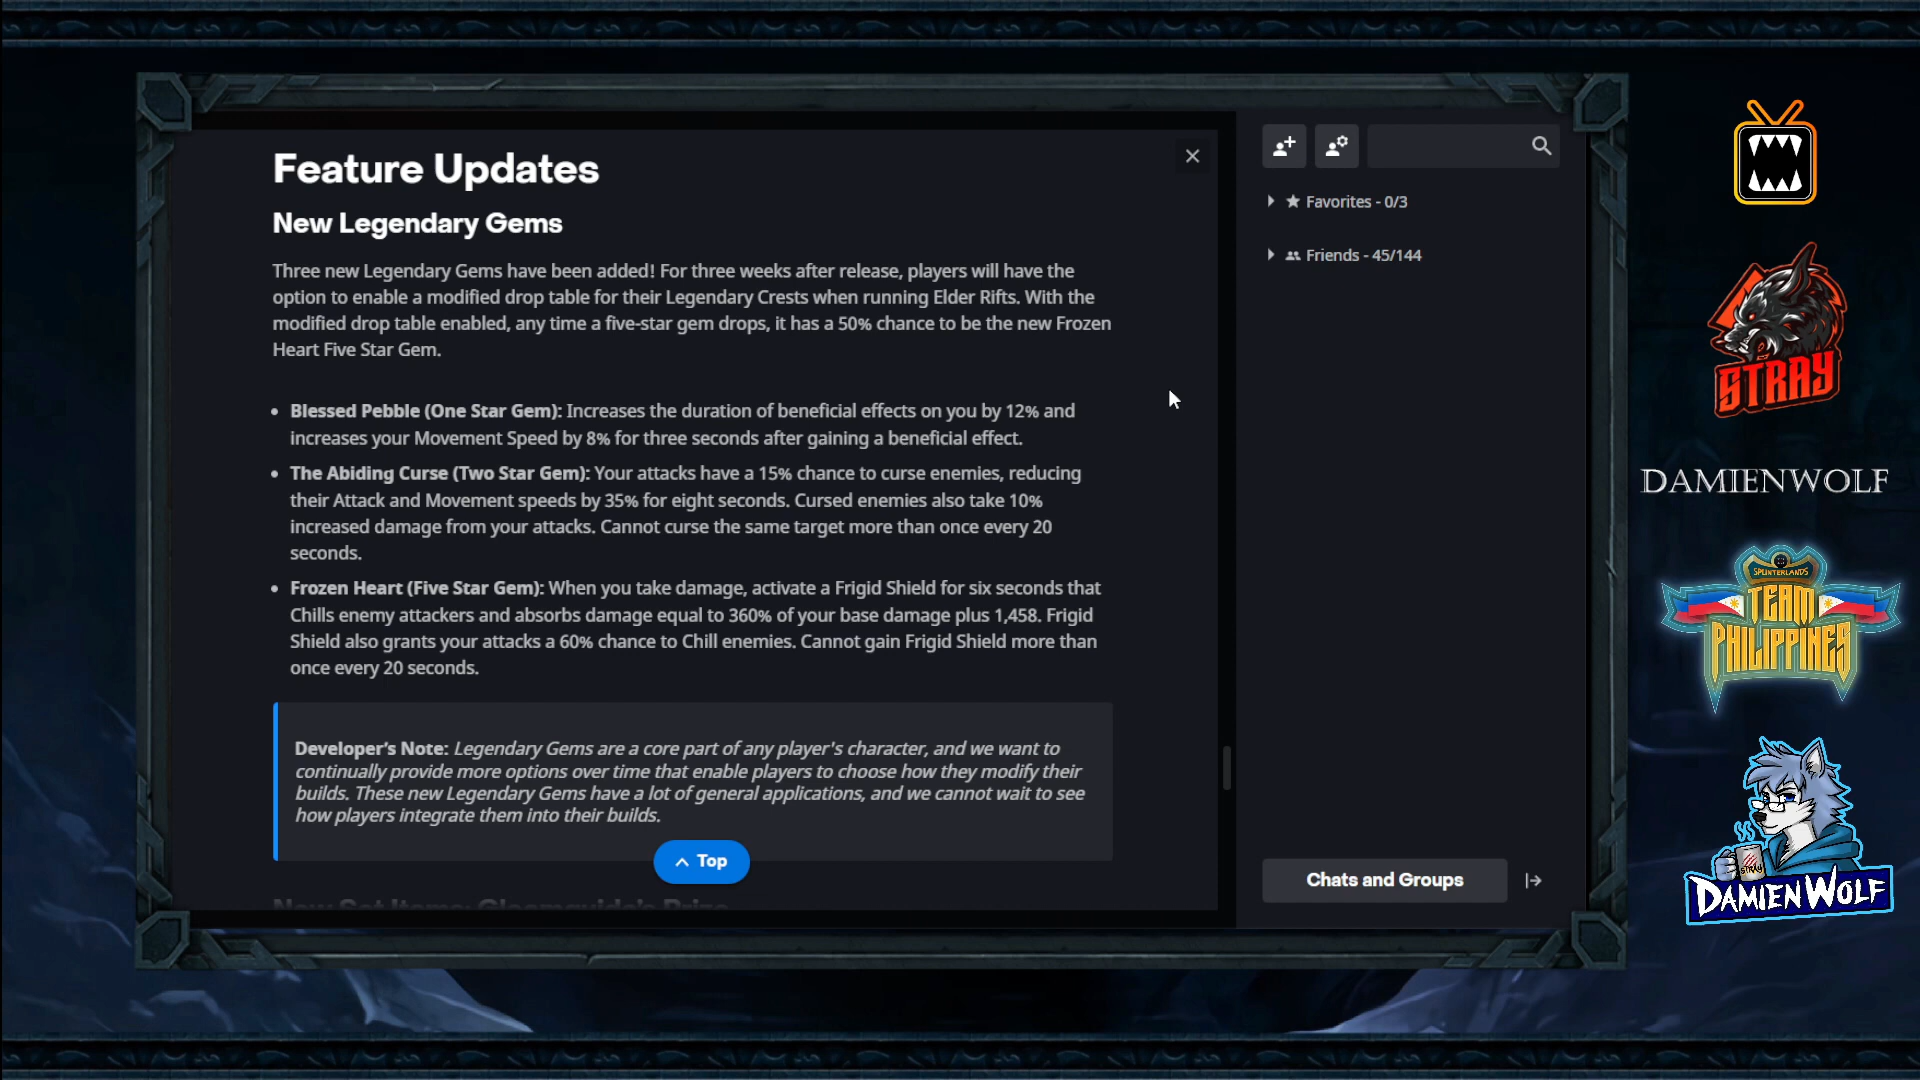 Feature Updates
New Legendary Gems
Three new Legendary Gems have been added! For three weeks after release, players will have the
option to enable a modified drop table for their Legendary Crests when running Elder Rifts. With the
modified drop table enabled, any time a five-star gem drops, it has a 50% chance to be the new Frozen
Heart Five Star Gem.
• Blessed Pebble (One Star Gem): Increases the duration of beneficial effects on you by 12% and
increases your Movement Speed by 8% for three seconds after gaining a beneficial effect.
• The Abiding Curse (Two Star Gem): Your attacks have a 15% chance to curse enemies, reducing
their Attack and Movement speeds by 35% for eight seconds. Cursed enemies also take 10%
increased damage from your attacks. Cannot curse the same target more than once every 20
seconds.
• Frozen Heart (Five Star Gem): When you take damage, activate a Frigid Shield for six seconds that
Chills enemy attackers and absorbs damage equal to 360% of your base damage plus 1,458. Frigid
Shield also grants your attacks a 60% chance to Chill enemies. Cannot gain Frigid Shield more than
once every 20 seconds.
Developer's Note: Legendary Gems are a core part of any player's character, and we want to
continually provide more options over time that enable players to choose how they modify their
builds. These new Legendary Gems have a lot of general applications, and we cannot wait to see
how players integrate them into their builds.
Top
New Set Items: Gleamguide's Prize
Favorites - 0/3
Friends - 45/144
Chats and Groups
STRAY
DAMIENWOLF
SPLINTERLANDS
TEAM
PHILIPPINES
STRAY
DAMIENWOLF